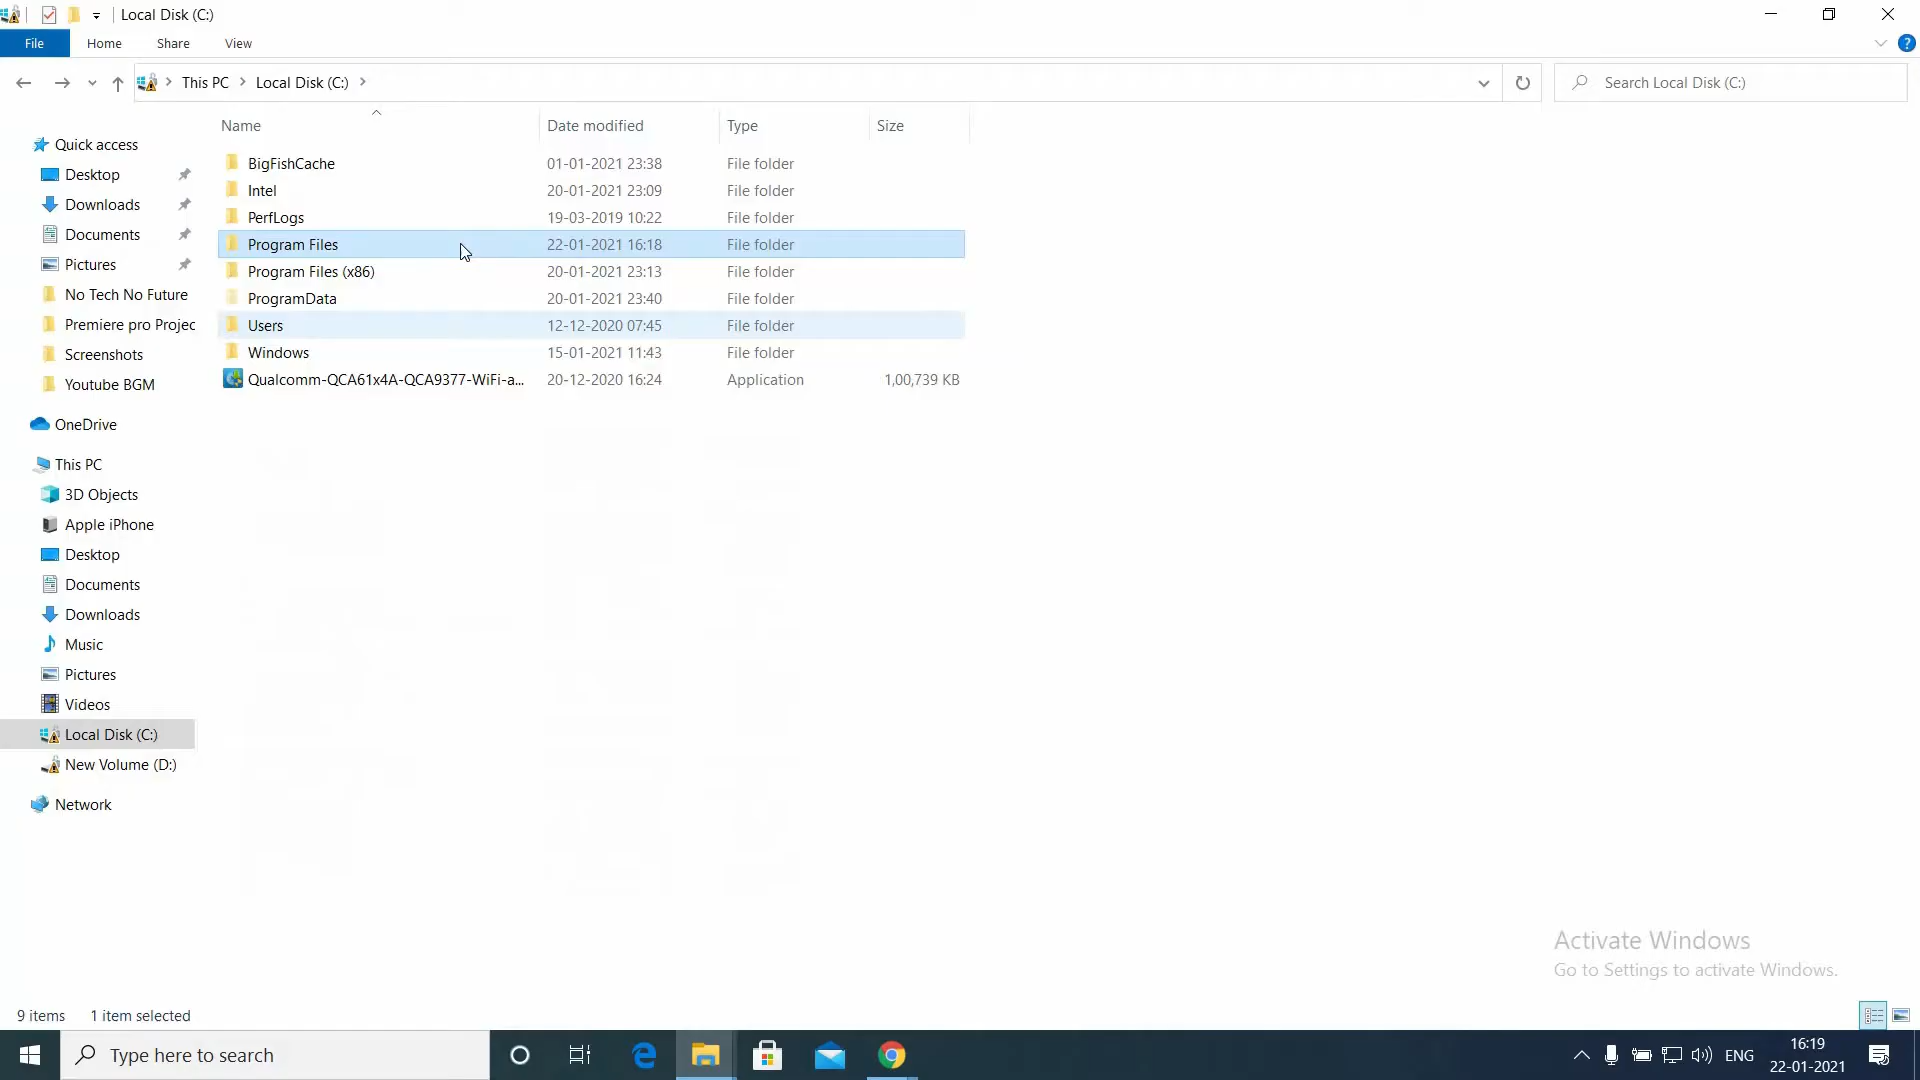 Local Disk (C:)
File Home Share View
This PC Local Disk (C:) Search Local Disk (C:)
Name Date modified Type Size
BigFishCache 01-01-2021 23:38 File folder
Intel 20-01-2021 23:09 File folder
PerfLogs 19-03-2019 10:22 File folder
Program Files 22-01-2021 16:18 File folder
Program Files (x86) 20-01-2021 23:13 File folder
ProgramData 20-01-2021 23:40 File folder
Users 12-12-2020 07:45 File folder
Windows 15-01-2021 11:43 File folder
Qualcomm-QCA61x4A-QCA9377-WiFi-a... 20-12-2020 16:24 Application 1,00,739 KB
Quick access
Desktop
Downloads
Documents
Pictures
No Tech No Future
Premiere pro Projec
Screenshots
Youtube BGM
OneDrive
This PC
3D Objects
Apple iPhone
Desktop
Documents
Downloads
Music
Pictures
Videos
Local Disk (C:)
New Volume (D:)
Network
Activate Windows
Go to Settings to activate Windows.
9 items 1 item selected
Type here to search
ENG
16:19
22-01-2021